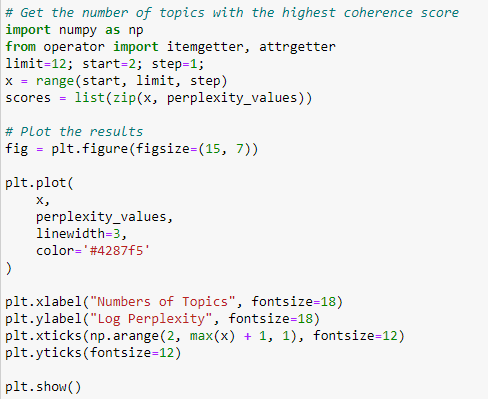 # Get the number of topics with the highest coherence score
import numpy as np
from operator import itemgetter, attrgetter
limit=12; start=2; step=1;
x = range(start, limit, step)
scores = list(zip(x, perplexity_values))

# Plot the results
fig = plt.figure(figsize=(15, 7))

plt.plot(
    x,
    perplexity_values,
    linewidth=3,
    color='#4287f5'
)

plt.xlabel("Numbers of Topics", fontsize=18)
plt.ylabel("Log Perplexity", fontsize=18)
plt.xticks(np.arange(2, max(x) + 1, 1), fontsize=12)
plt.yticks(fontsize=12)

plt.show()